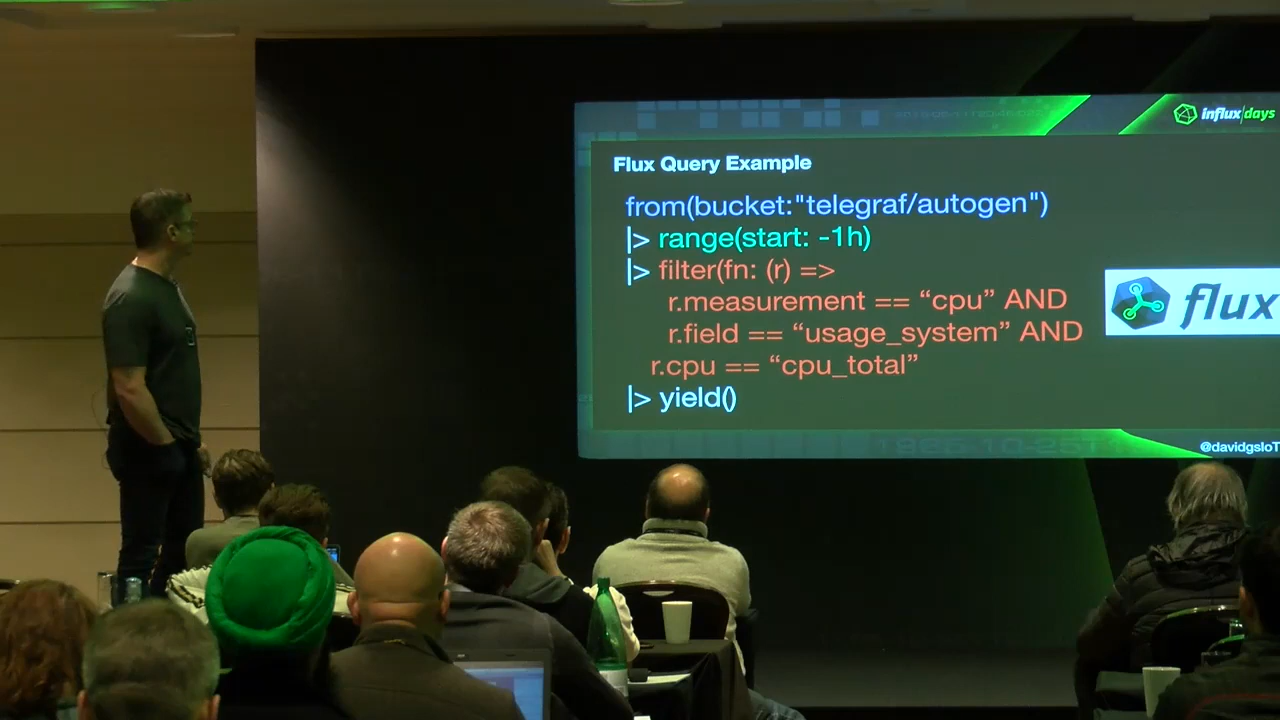 influx/days
Flux Query Example
from(bucket:"telegraf/autogen")
|> range(start: -1h)
|> filter(fn: (r) =>
r.measurement == “cpu” AND
r.field == “usage_system” AND
r.cpu == “cpu_total”
|> yield()
flux
@davidgsIoT